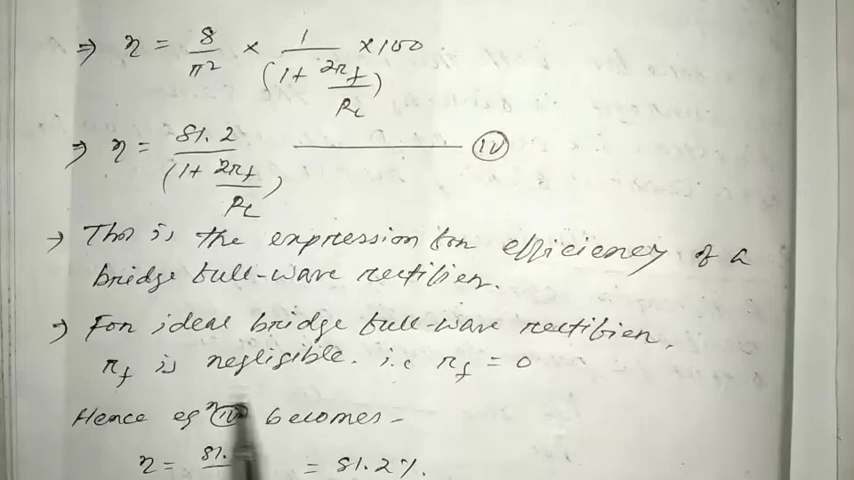 ⇒ η = 8/π² × 1/(1+ 2r_f/R_L) ×100
⇒ η = 81.2/(1+ 2r_f/R_L) ——— (iv)
→ This is the expression for efficiency of a
bridge full-wave rectifier.
→ For ideal bridge full-wave rectifier,
r_f is negligible. i.e r_f = 0
Hence eqⁿ (iv) becomes-
η = 81. = 81.2%.